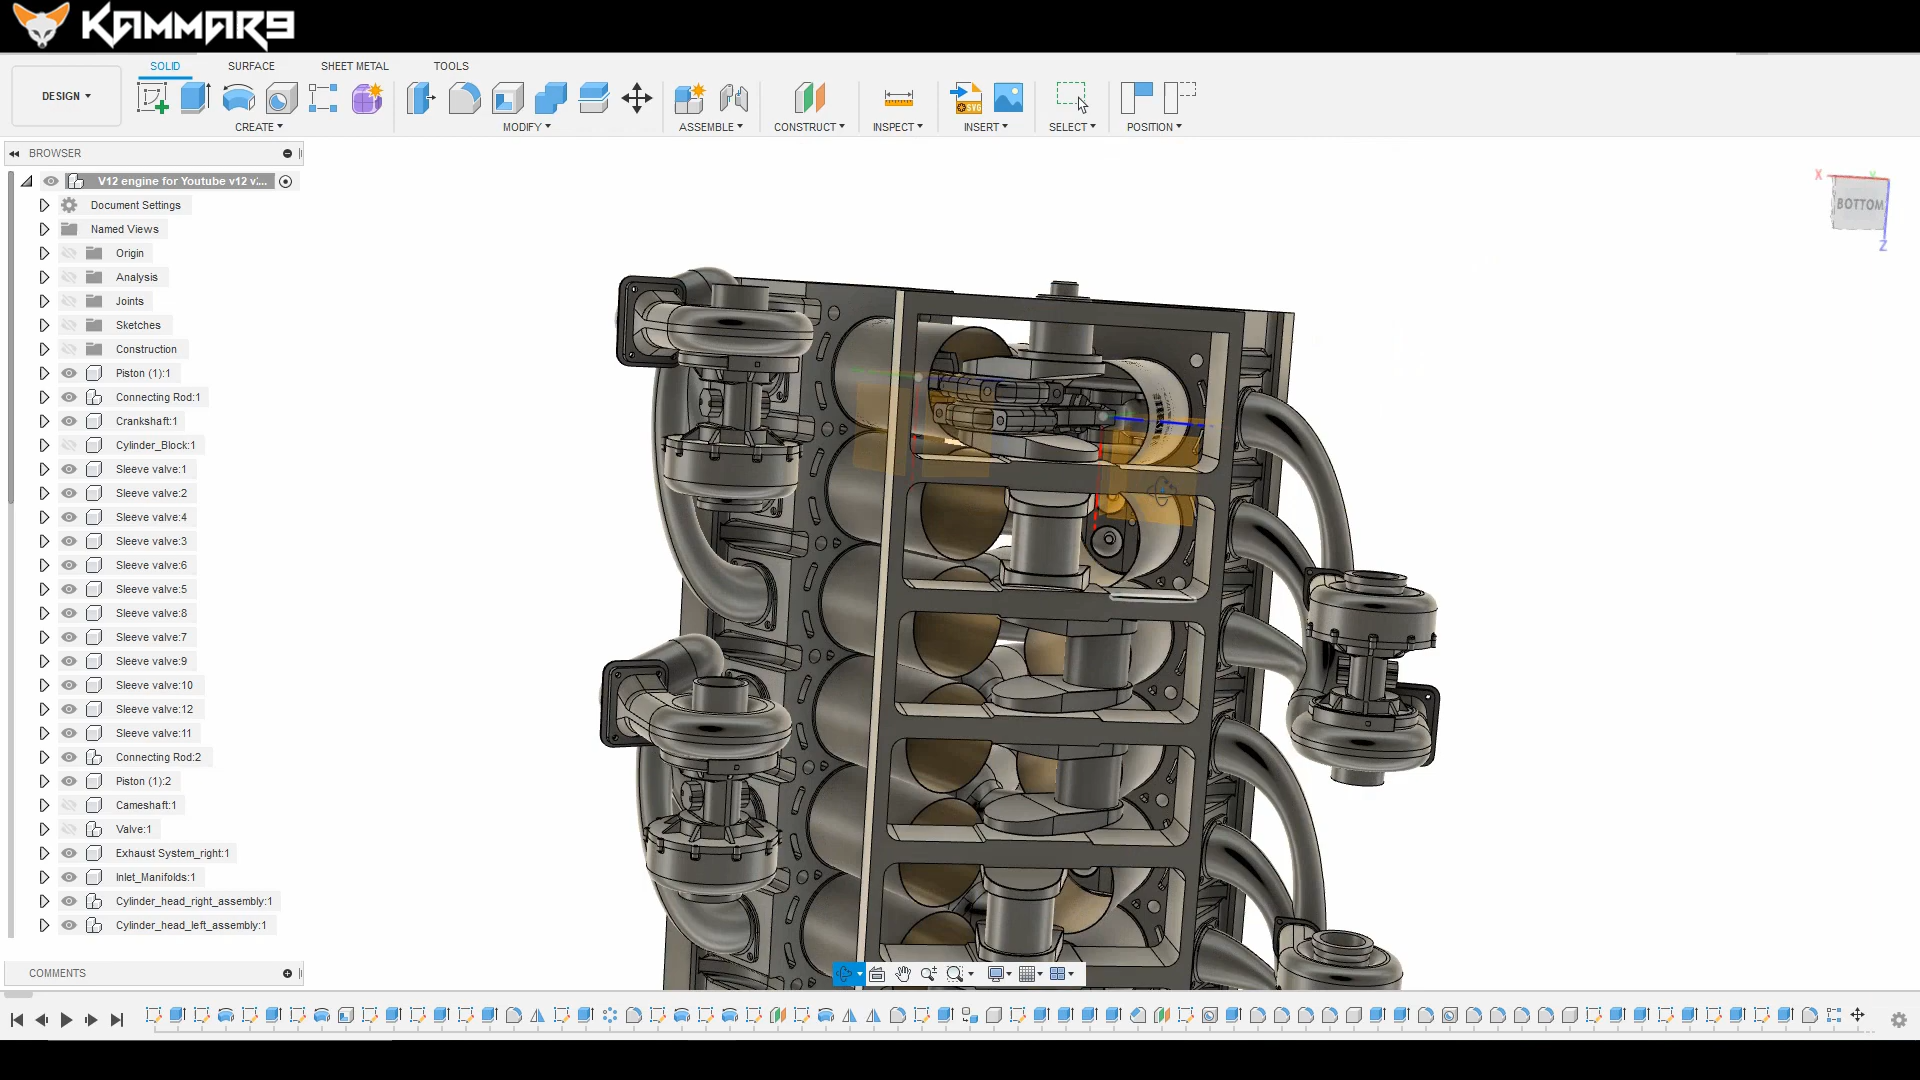 KAMMAR9
SOLID SURFACE SHEET METAL TOOLS
DESIGN
CREATE MODIFY ASSEMBLE CONSTRUCT INSPECT INSERT SELECT POSITION
SVG
BROWSER
V12 engine for Youtube v12 v:...
Document Settings
Named Views
Origin
Analysis
Joints
Sketches
Construction
Piston (1):1
Connecting Rod:1
Crankshaft:1
Cylinder_Block:1
Sleeve valve:1
Sleeve valve:2
Sleeve valve:4
Sleeve valve:3
Sleeve valve:6
Sleeve valve:5
Sleeve valve:8
Sleeve valve:7
Sleeve valve:9
Sleeve valve:10
Sleeve valve:12
Sleeve valve:11
Connecting Rod:2
Piston (1):2
Cameshaft:1
Valve:1
Exhaust System_right:1
Inlet_Manifolds:1
Cylinder_head_right_assembly:1
Cylinder_head_left_assembly:1
COMMENTS
X Y
BOTTOM
Z